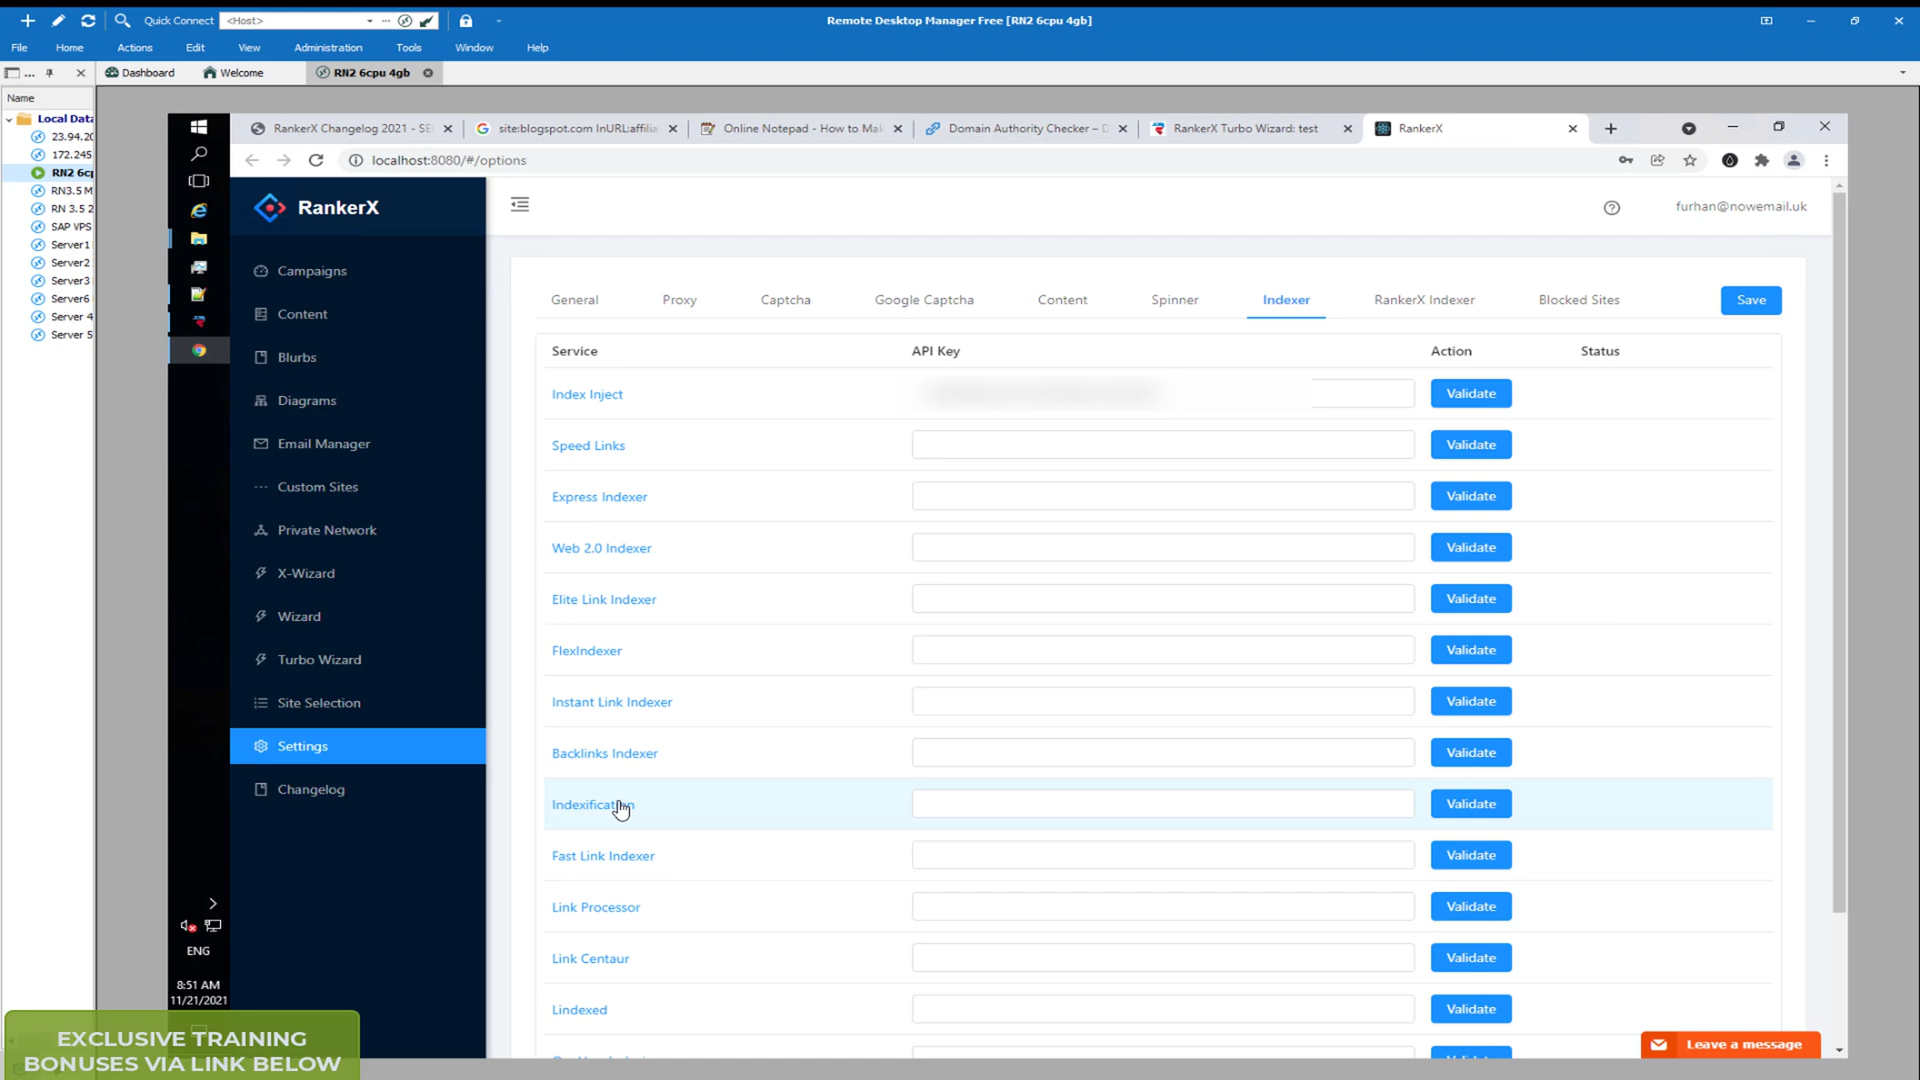 Quick Connect <Host>
Remote Desktop Manager Free [RN2 6cpu 4gb]
File Home Actions Edit View Administration Tools Window Help
... Dashboard Welcome RN2 6cpu 4gb
Name
Local Data
23.94.20
172.245
RN2 6cp
RN3.5 M
RN 3.5 2
SAP VPS
Server1
Server2
Server3
Server6
Server 4
Server 5
RankerX Changelog 2021 - SE
site:blogspot.com InURL:affilia
Online Notepad - How to Mak
Domain Authority Checker – D
RankerX Turbo Wizard: test
RankerX
localhost:8080/#/options
RankerX
furhan@nowemail.uk
Campaigns
Content
Blurbs
Diagrams
Email Manager
Custom Sites
Private Network
X-Wizard
Wizard
Turbo Wizard
Site Selection
Settings
Changelog
General Proxy Captcha Google Captcha Content Spinner Indexer RankerX Indexer Blocked Sites Save
Service API Key Action Status
Index Inject Validate
Speed Links Validate
Express Indexer Validate
Web 2.0 Indexer Validate
Elite Link Indexer Validate
FlexIndexer Validate
Instant Link Indexer Validate
Backlinks Indexer Validate
Indexification Validate
Fast Link Indexer Validate
Link Processor Validate
Link Centaur Validate
Lindexed Validate
ENG
8:51 AM
11/21/2021
EXCLUSIVE TRAINING
BONUSES VIA LINK BELOW
Leave a message